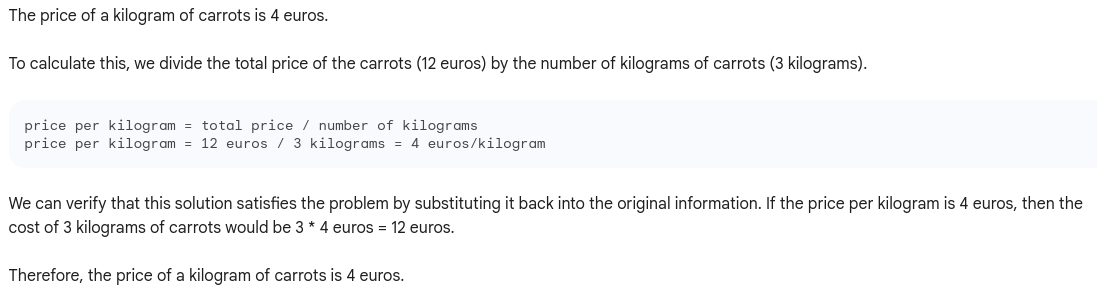 The price of a kilogram of carrots is 4 euros.
To calculate this, we divide the total price of the carrots (12 euros) by the number of kilograms of carrots (3 kilograms).
price per kilogram = total price / number of kilograms
price per kilogram = 12 euros / 3 kilograms = 4 euros/kilogram
We can verify that this solution satisfies the problem by substituting it back into the original information. If the price per kilogram is 4 euros, then the
cost of 3 kilograms of carrots would be 3 * 4 euros = 12 euros.
Therefore, the price of a kilogram of carrots is 4 euros.